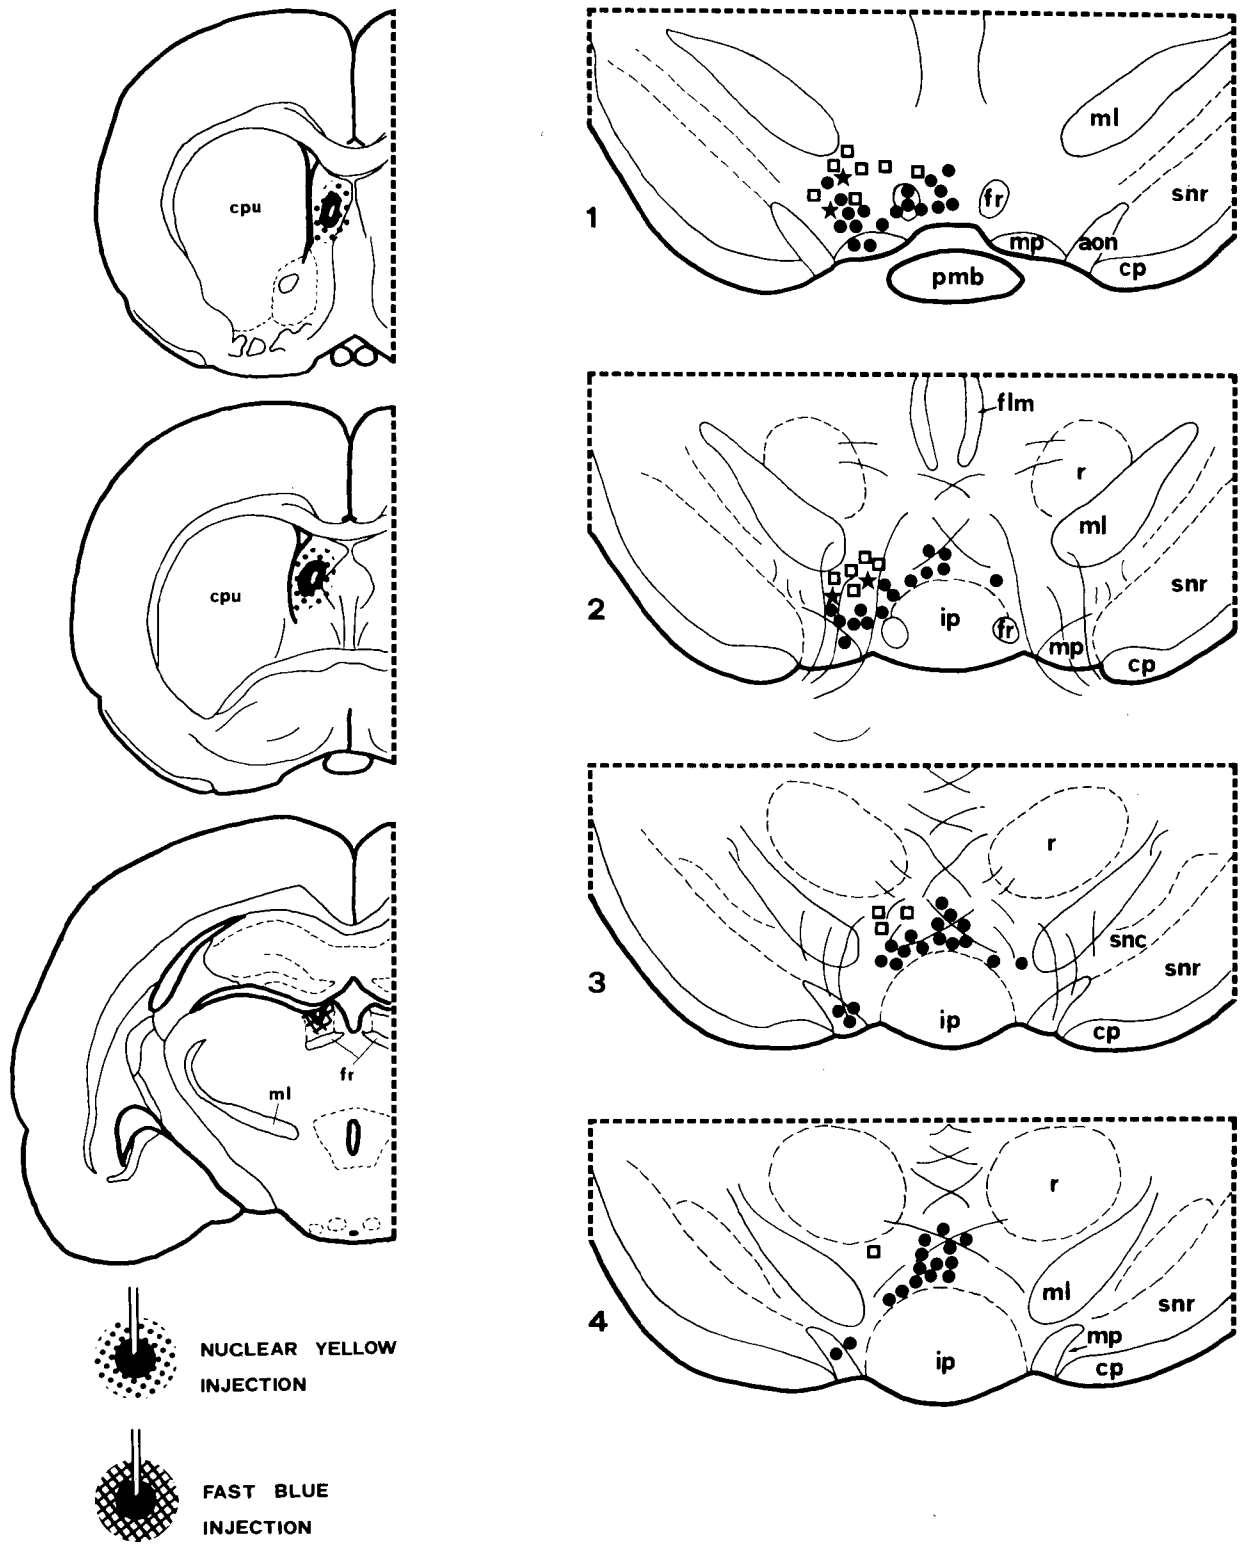 cpu
cpu
fr
ml
NUCLEAR YELLOW
INJECTION
FAST BLUE
INJECTION
1
ml
fr
snr
mp
aon
cp
pmb
2
flm
r
ml
snr
ip
fr
mp
cp
3
r
snc
snr
ip
cp
4
r
ml
snr
mp
ip
cp